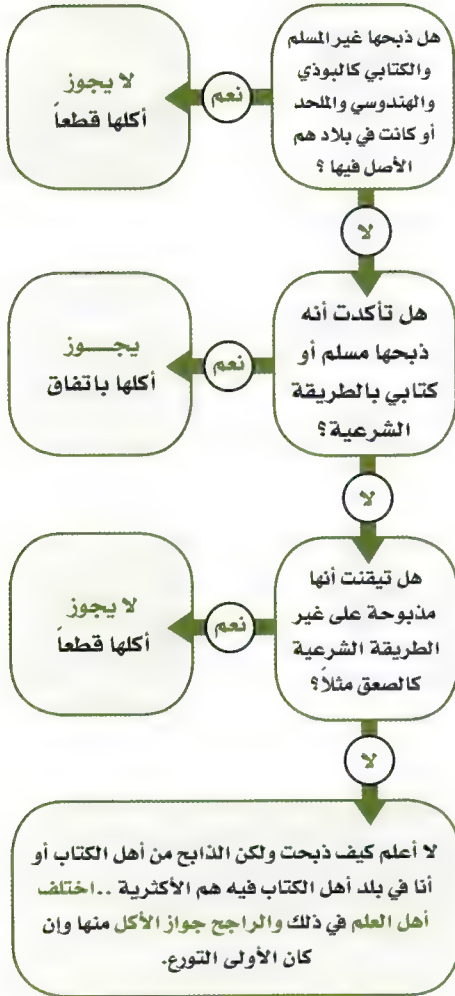 هل ذبحها غير المسلم
والكتابي كالبوذي
والهندوسي والملحد
أو كانت في بلاد هم
الأصل فيها ؟
نعم
لا يجوز
أكلها قطعاً
لا
هل تأكدت أنه
ذبحها مسلم أو
كتابي بالطريقة
الشرعية؟
نعم
يجــــوز
أكلها باتفاق
لا
هل تيقنت أنها
مذبوحة على غير
الطريقة الشرعية
كالصعق مثلاً؟
نعم
لا يجوز
أكلها قطعاً
لا
لا أعلم كيف ذبحت ولكن الذابح من أهل الكتاب أو
أنا في بلد أهل الكتاب فيه هم الأكثرية ..اختلف
أهل العلم في ذلك والراجح جواز الأكل منها وإن
كان الأولى التورع.